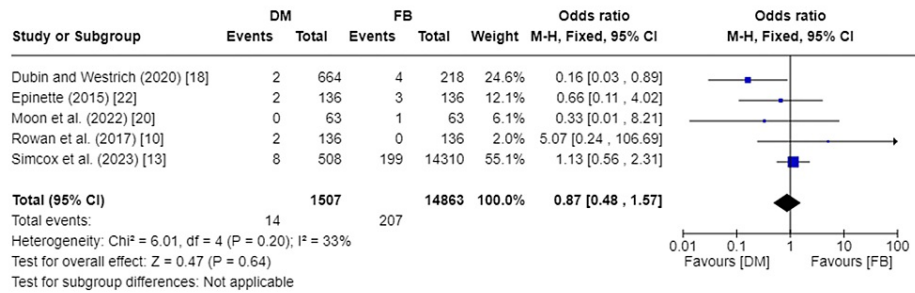 DM FB Odds ratio Odds ratio
Study or Subgroup Events Total Events Total Weight M-H, Fixed, 95% CI M-H, Fixed, 95% CI
Dubin and Westrich (2020) [18] 2 664 4 218 24.6% 0.16 [0.03 , 0.89]
Epinette (2015) [22] 2 136 3 136 12.1% 0.66 [0.11 , 4.02]
Moon et al. (2022) [20] 0 63 1 63 6.1% 0.33 [0.01 , 8.21]
Rowan et al. (2017) [10] 2 136 0 136 2.0% 5.07 [0.24 , 106.69]
Simcox et al. (2023) [13] 8 508 199 14310 55.1% 1.13 [0.56 , 2.31]
Total (95% CI) 1507 14863 100.0% 0.87 [0.48 , 1.57]
Total events: 14 207
Heterogeneity: Chi² = 6.01, df = 4 (P = 0.20); I² = 33%
0.01 0.1 1 10 100
Test for overall effect: Z = 0.47 (P = 0.64)
Favours [DM] Favours [FB]
Test for subgroup differences: Not applicable